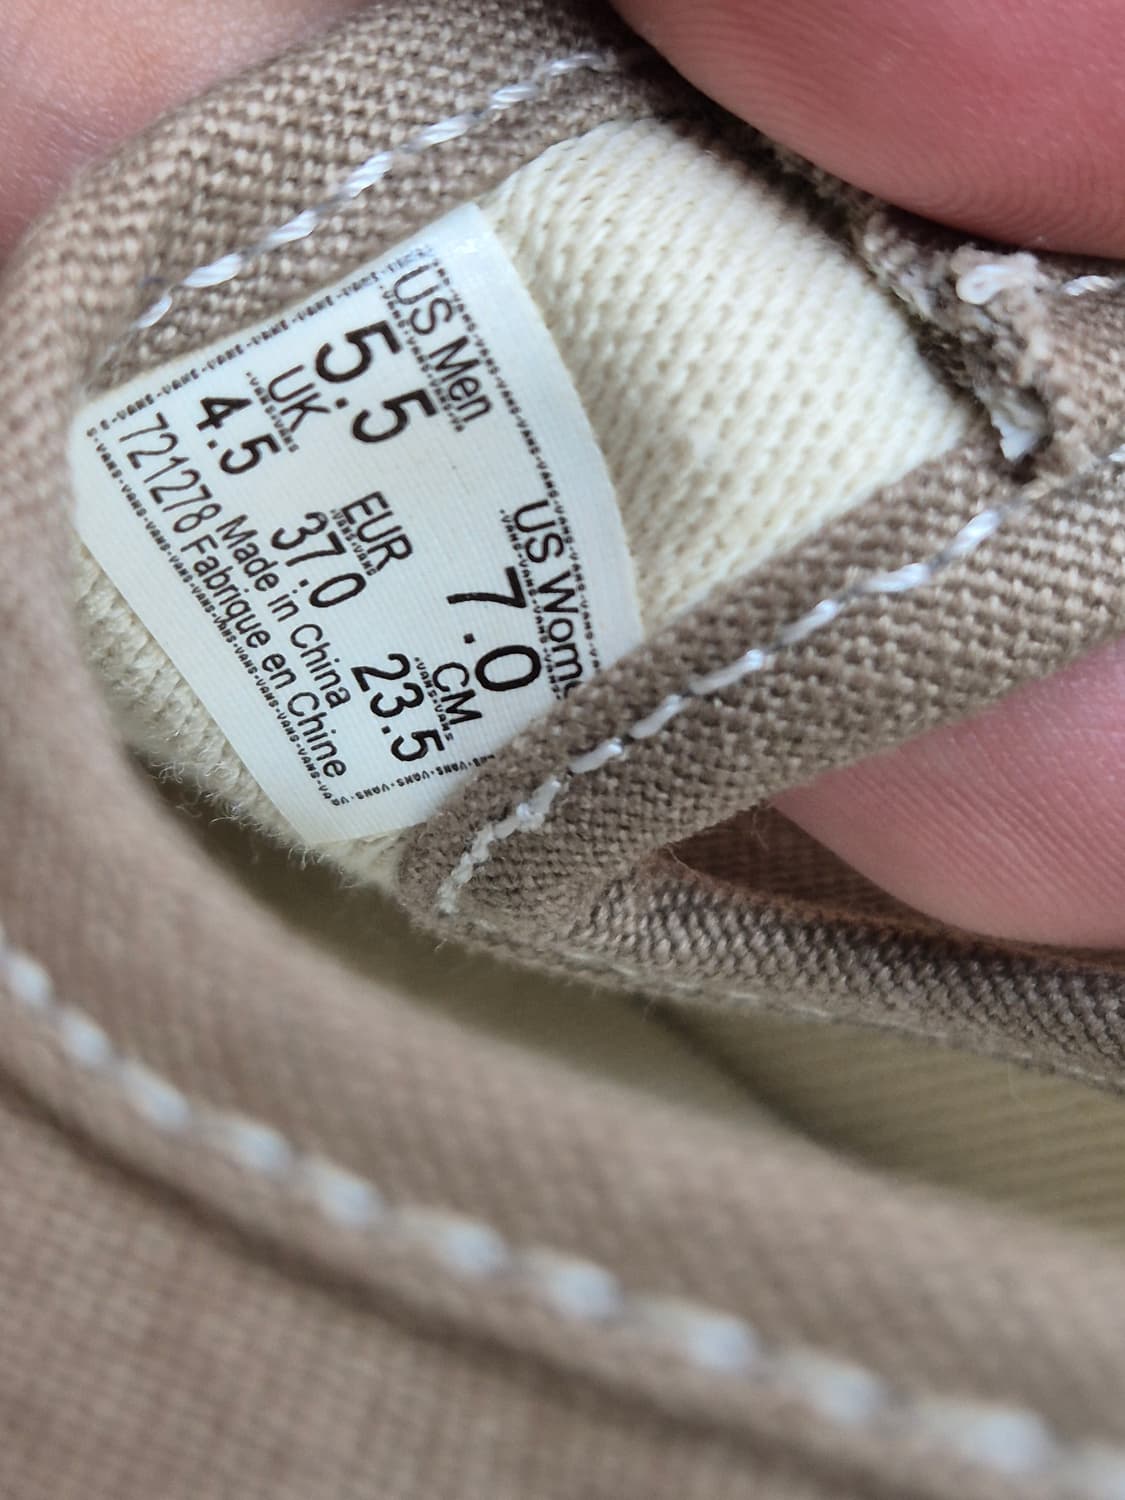 US Men
5.5
US Wom
7.0
UK
4.5
EUR
37.0
CM
23.5
721278 Made in China
Fabrique en Chine